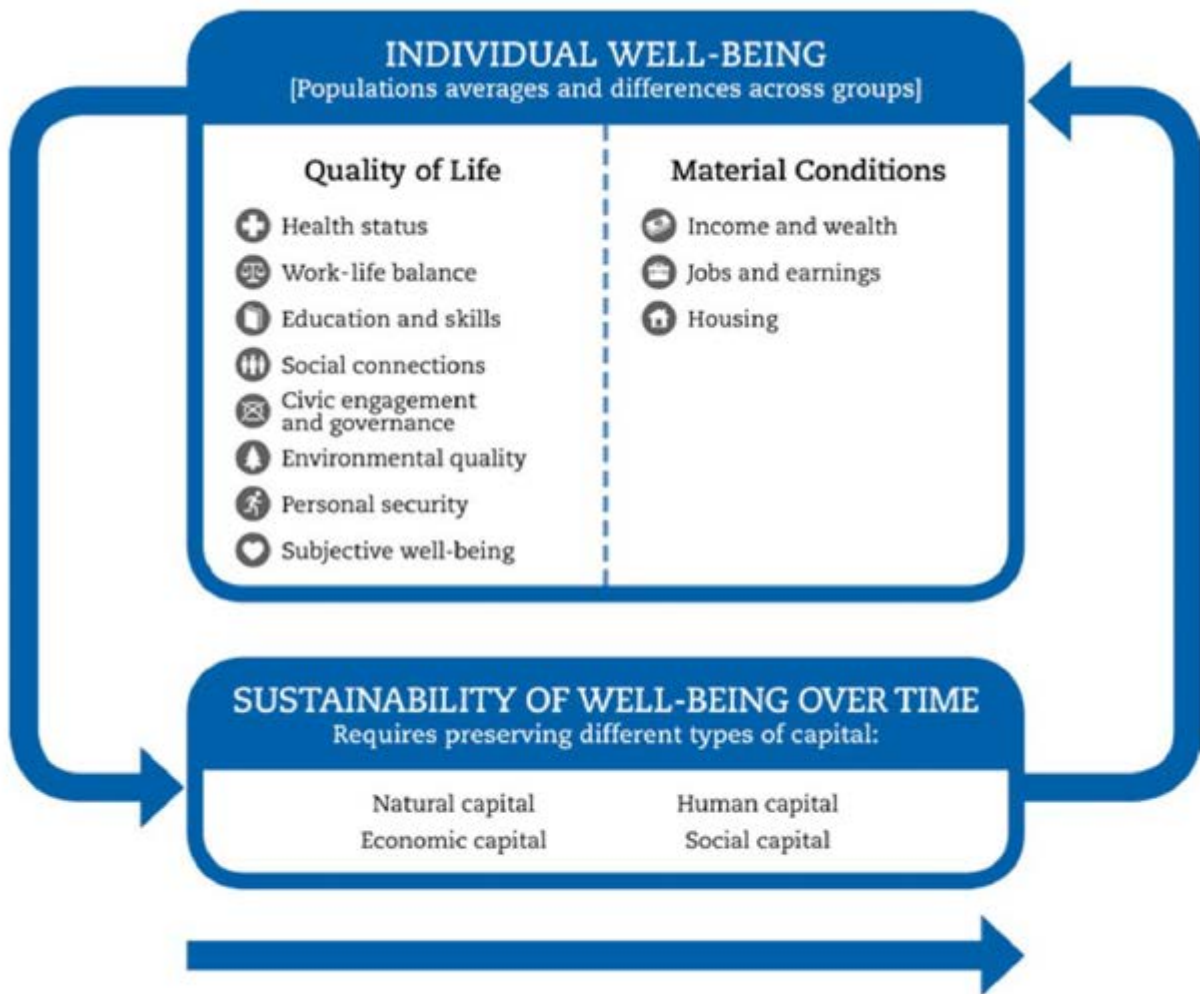 INDIVIDUAL WELL-BEING
[Populations averages and differences across groups]
Quality of Life
Health status
Work-life balance
Education and skills
Social connections
Civic engagement
and governance
Environmental quality
Personal security
Subjective well-being
Material Conditions
Income and wealth
Jobs and earnings
Housing
SUSTAINABILITY OF WELL-BEING OVER TIME
Requires preserving different types of capital:
Natural capital
Human capital
Economic capital
Social capital